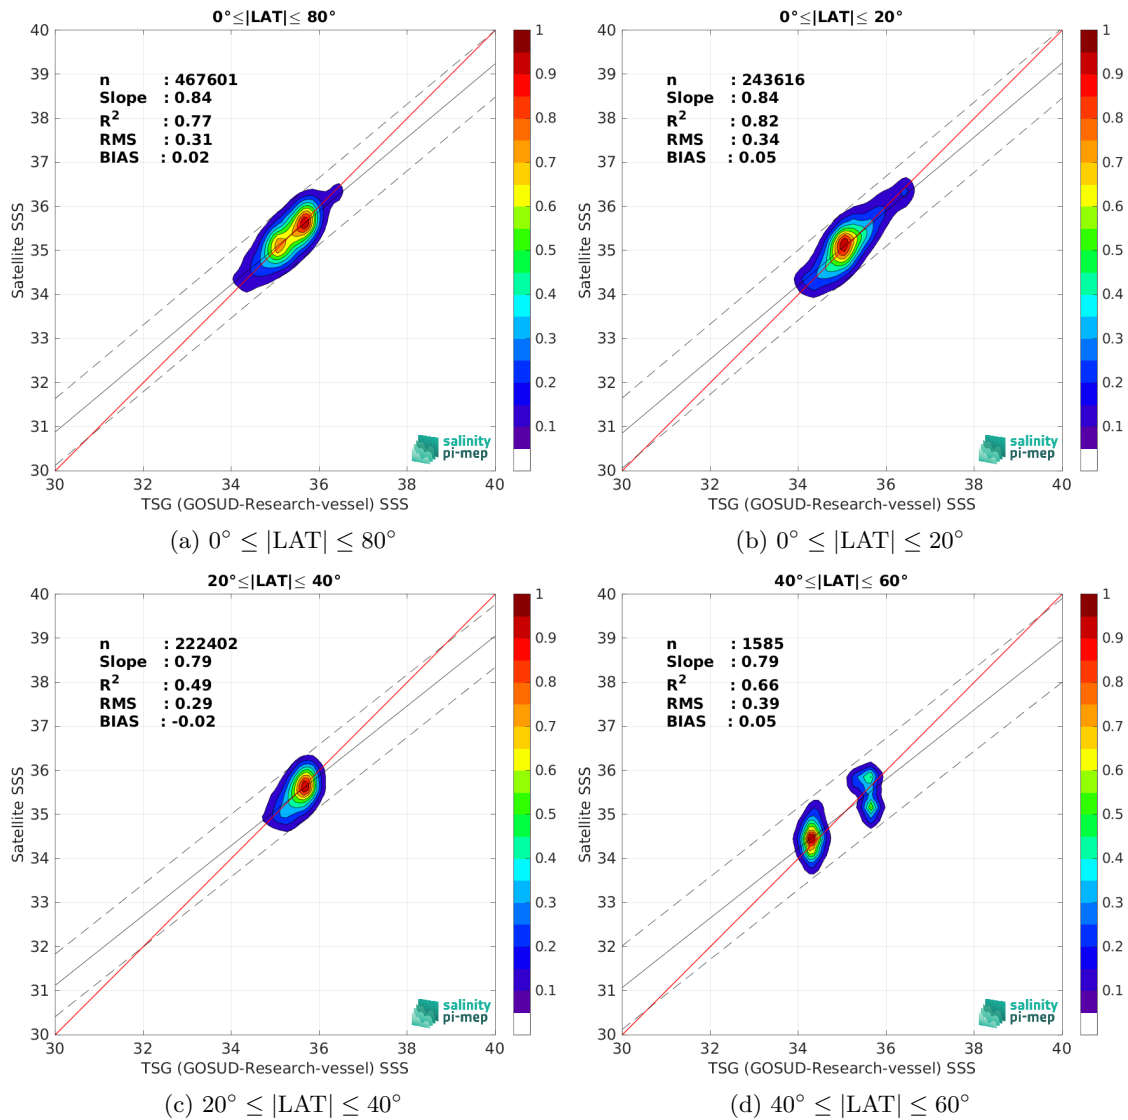 0°≤|LAT|≤ 80°
40
39
38
37
36
35
34
33
32
31
30
Satellite SSS
n : 467601
Slope : 0.84
R² : 0.77
RMS : 0.31
BIAS : 0.02
salinity
pi-mep
30 32 34 36 38 40
TSG (GOSUD-Research-vessel) SSS
1
0.9
0.8
0.7
0.6
0.5
0.4
0.3
0.2
0.1
(a) 0° ≤ |LAT| ≤ 80°
0°≤|LAT|≤ 20°
40
39
38
37
36
35
34
33
32
31
30
Satellite SSS
n : 243616
Slope : 0.84
R² : 0.82
RMS : 0.34
BIAS : 0.05
salinity
pi-mep
30 32 34 36 38 40
TSG (GOSUD-Research-vessel) SSS
1
0.9
0.8
0.7
0.6
0.5
0.4
0.3
0.2
0.1
(b) 0° ≤ |LAT| ≤ 20°
20°≤|LAT|≤ 40°
40
39
38
37
36
35
34
33
32
31
30
Satellite SSS
n : 222402
Slope : 0.79
R² : 0.49
RMS : 0.29
BIAS : -0.02
salinity
pi-mep
30 32 34 36 38 40
TSG (GOSUD-Research-vessel) SSS
1
0.9
0.8
0.7
0.6
0.5
0.4
0.3
0.2
0.1
(c) 20° ≤ |LAT| ≤ 40°
40°≤|LAT|≤ 60°
40
39
38
37
36
35
34
33
32
31
30
Satellite SSS
n : 1585
Slope : 0.79
R² : 0.66
RMS : 0.39
BIAS : 0.05
salinity
pi-mep
30 32 34 36 38 40
TSG (GOSUD-Research-vessel) SSS
1
0.9
0.8
0.7
0.6
0.5
0.4
0.3
0.2
0.1
(d) 40° ≤ |LAT| ≤ 60°